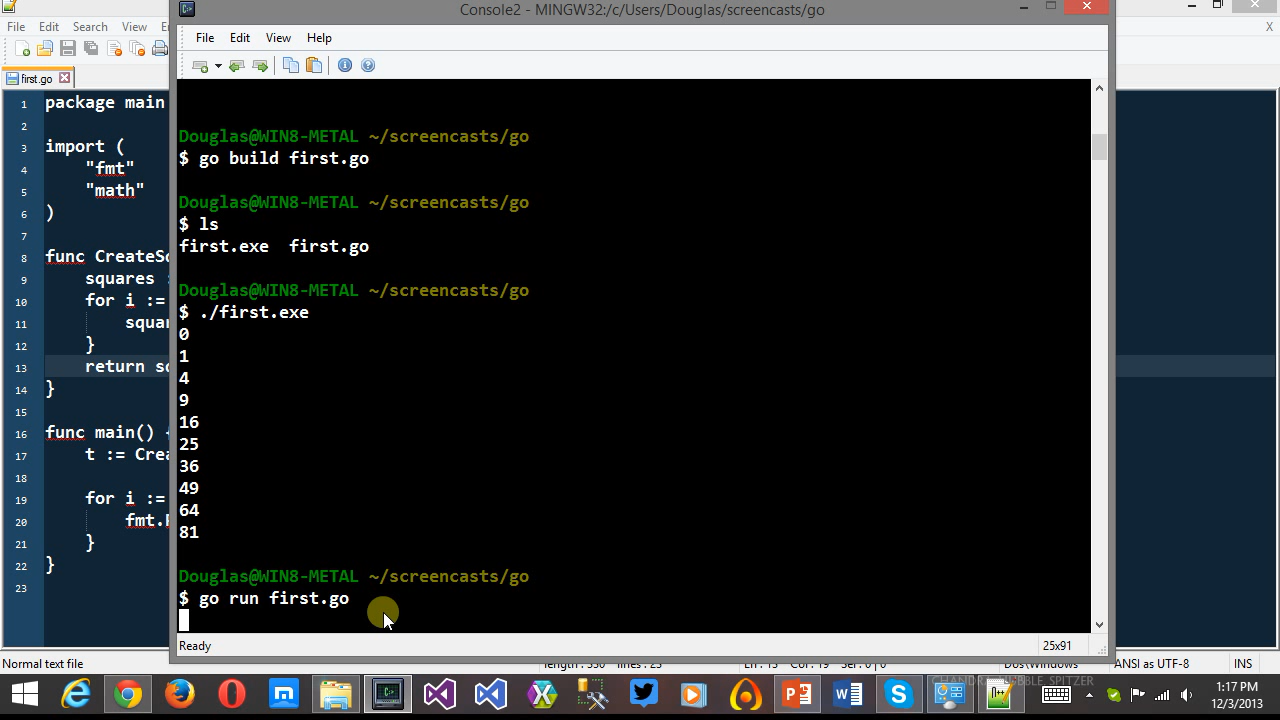 Console2 - MINGW32:/c/Users/Douglas/screencasts/go
File Edit Search View
X
File Edit View Help
first.go
1 package main
2
3 import (
4 "fmt"
5 "math"
6 )
7
8 func CreateSq
9 squares
10 for i :=
11 squar
12 }
13 return sq
14 }
15
16 func main() {
17 t := Crea
18
19 for i :=
20 fmt.
21 }
22 }
23
Douglas@WIN8-METAL ~/screencasts/go
$ go build first.go
Douglas@WIN8-METAL ~/screencasts/go
$ ls
first.exe first.go
Douglas@WIN8-METAL ~/screencasts/go
$ ./first.exe
0
1
4
9
16
25
36
49
64
81
Douglas@WIN8-METAL ~/screencasts/go
$ go run first.go
Ready
25x91
Normal text file
ANSI as UTF-8
INS
1:17 PM
12/3/2013